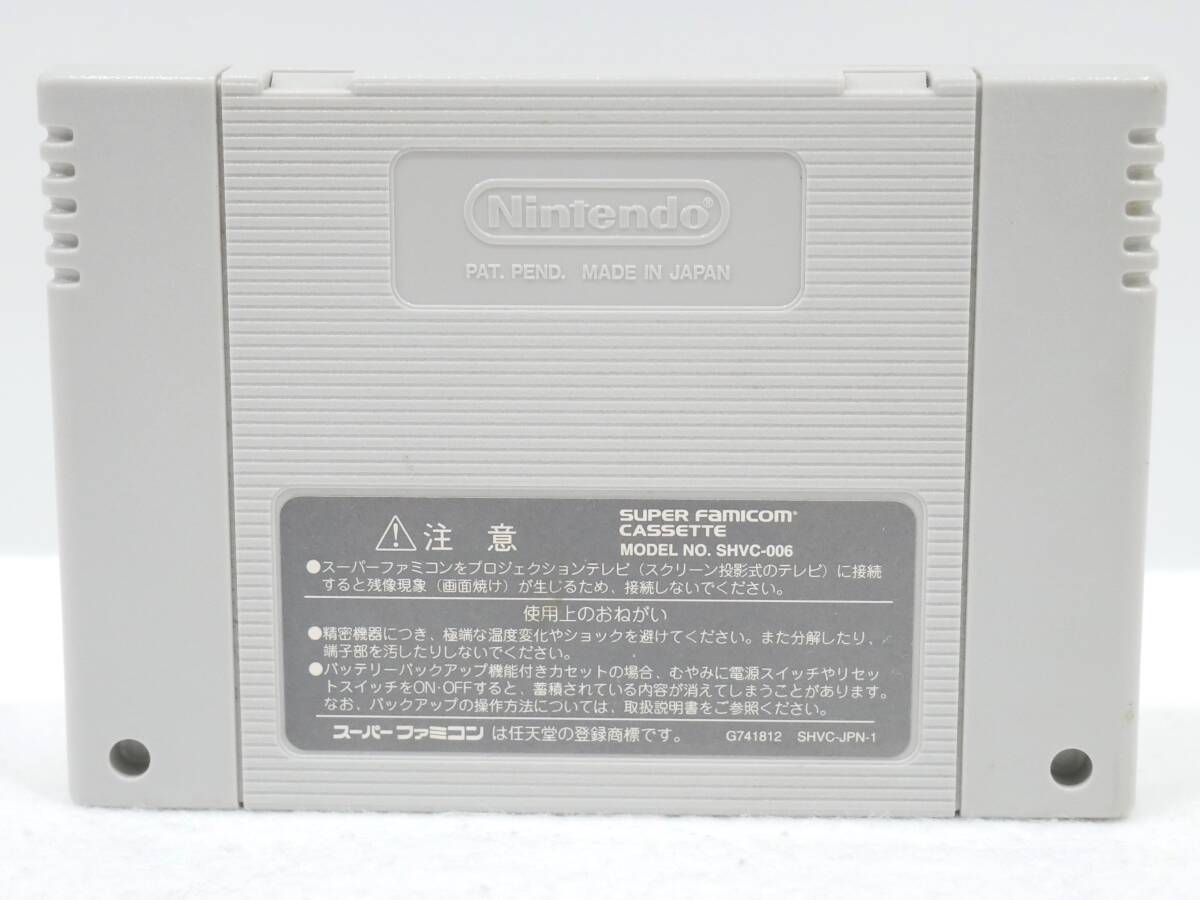 Nintendo®
PAT. PEND. MADE IN JAPAN
注意
SUPER FAMICOM
CASSETTE
MODEL NO. SHVC-006
●スーパーファミコンをプロジェクションテレビ（スクリーン投影式のテレビ）に接続
すると残像現象（画面焼け）が生じるため、接続しないでください。
使用上のおねがい
●精密機器につき、極端な温度変化やショックを避けてください。また分解したり、
端子部を汚したりしないでください。
●バッテリーバックアップ機能付きカセットの場合、むやみに電源スイッチやリセッ
トスイッチをON·OFFすると、蓄積されている内容が消えてしまうことがあります。
なお、バックアップの操作方法については、取扱説明書をご参照ください。
スーパーファミコンは任天堂の登録商標です。 G741812 SHVC-JPN-1